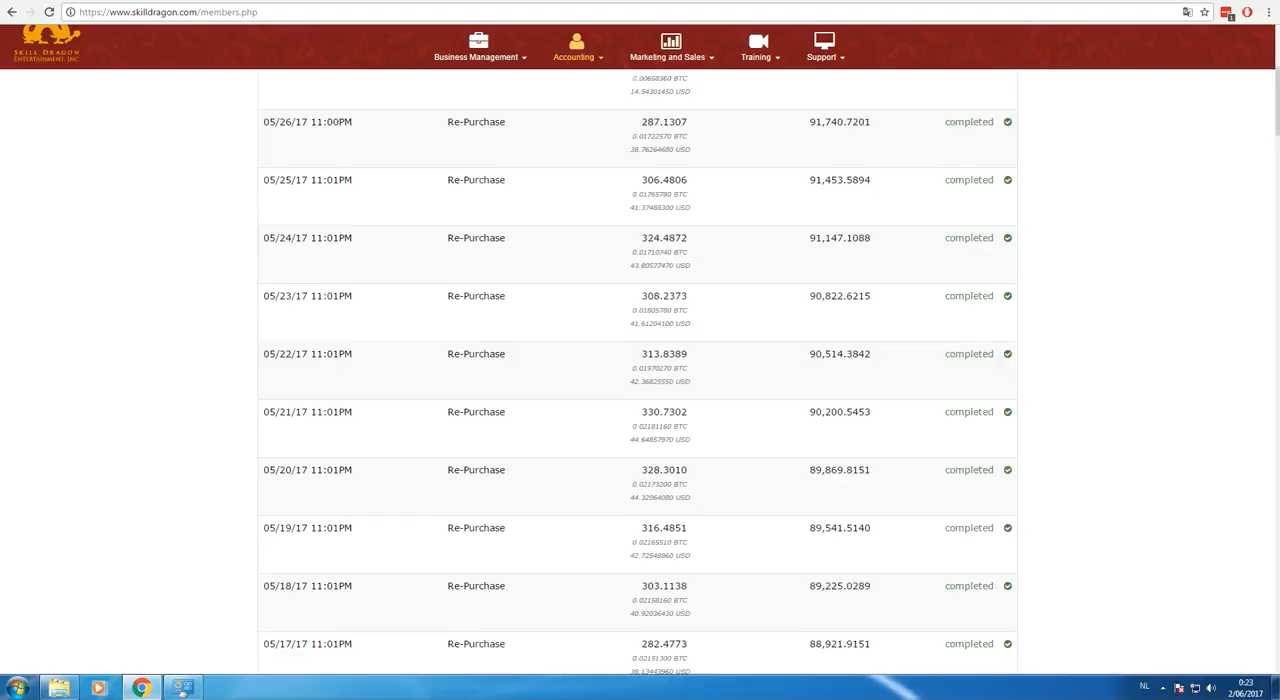 https://www.skilldragon.com/members.php
SKILL DRAGON
ENTERTAINMENT, INC
Business Management
Accounting
Marketing and Sales
Training
Support
0.00658360 BTC
14.54301450 USD
05/26/17 11:00PM Re-Purchase 287.1307 91,740.7201 completed
0.01722570 BTC
38.76264680 USD
05/25/17 11:01PM Re-Purchase 306.4806 91,453.5894 completed
0.01765780 BTC
41.37488300 USD
05/24/17 11:01PM Re-Purchase 324.4872 91,147.1088 completed
0.01710740 BTC
43.80577470 USD
05/23/17 11:01PM Re-Purchase 308.2373 90,822.6215 completed
0.01805780 BTC
41.61204100 USD
05/22/17 11:01PM Re-Purchase 313.8389 90,514.3842 completed
0.01970270 BTC
42.36825550 USD
05/21/17 11:01PM Re-Purchase 330.7302 90,200.5453 completed
0.02181160 BTC
44.64857970 USD
05/20/17 11:01PM Re-Purchase 328.3010 89,869.8151 completed
0.02173200 BTC
44.32064080 USD
05/19/17 11:01PM Re-Purchase 316.4851 89,541.5140 completed
0.02165510 BTC
42.72548860 USD
05/18/17 11:01PM Re-Purchase 303.1138 89,225.0289 completed
0.02158160 BTC
40.92036430 USD
05/17/17 11:01PM Re-Purchase 282.4773 88,921.9151 completed
0.02151300 BTC
38.13443960 USD
NL
0:23
2/06/2017